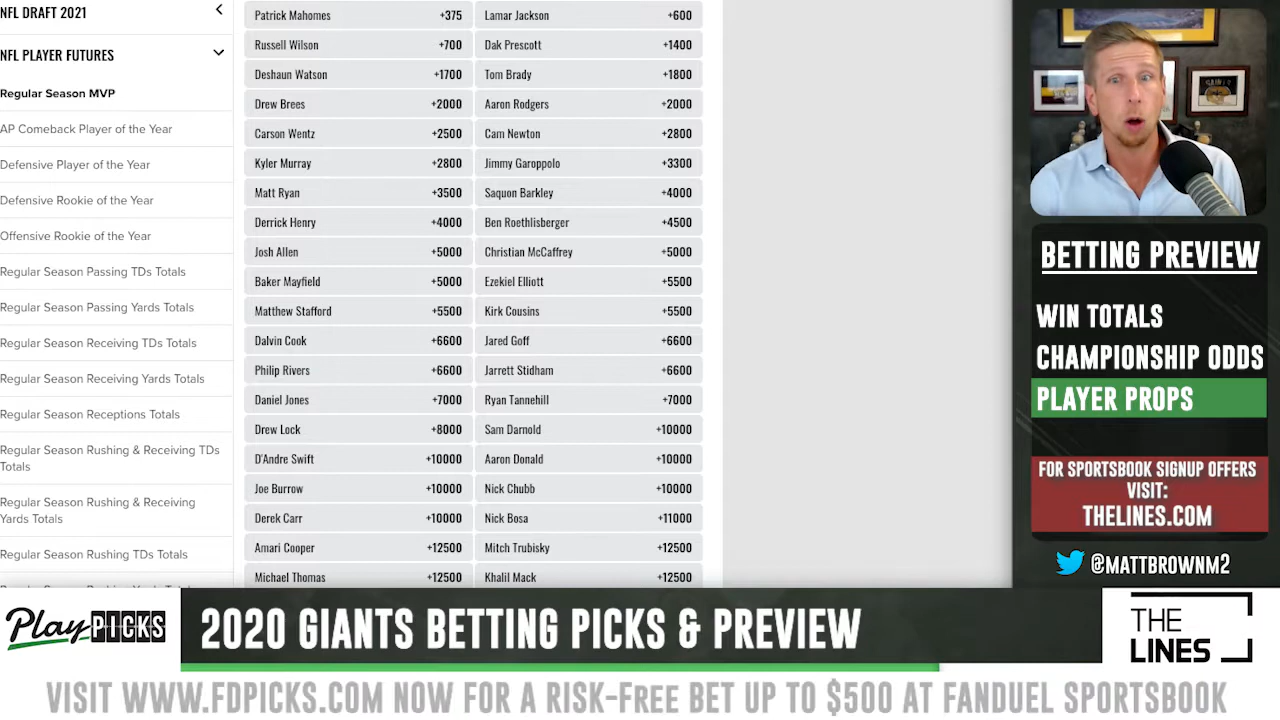 NFL DRAFT 2021
NFL PLAYER FUTURES
Regular Season MVP
AP Comeback Player of the Year
Defensive Player of the Year
Defensive Rookie of the Year
Offensive Rookie of the Year
Regular Season Passing TDs Totals
Regular Season Passing Yards Totals
Regular Season Receiving TDs Totals
Regular Season Receiving Yards Totals
Regular Season Receptions Totals
Regular Season Rushing & Receiving TDs
Totals
Regular Season Rushing & Receiving
Yards Totals
Regular Season Rushing TDs Totals
Patrick Mahomes +375 Lamar Jackson +600
Russell Wilson +700 Dak Prescott +1400
Deshaun Watson +1700 Tom Brady +1800
Drew Brees +2000 Aaron Rodgers +2000
Carson Wentz +2500 Cam Newton +2800
Kyler Murray +2800 Jimmy Garoppolo +3300
Matt Ryan +3500 Saquon Barkley +4000
Derrick Henry +4000 Ben Roethlisberger +4500
Josh Allen +5000 Christian McCaffrey +5000
Baker Mayfield +5000 Ezekiel Elliott +5500
Matthew Stafford +5500 Kirk Cousins +5500
Dalvin Cook +6600 Jared Goff +6600
Philip Rivers +6600 Jarrett Stidham +6600
Daniel Jones +7000 Ryan Tannehill +7000
Drew Lock +8000 Sam Darnold +10000
D'Andre Swift +10000 Aaron Donald +10000
Joe Burrow +10000 Nick Chubb +10000
Derek Carr +10000 Nick Bosa +11000
Amari Cooper +12500 Mitch Trubisky +12500
Michael Thomas +12500 Khalil Mack +12500
BETTING PREVIEW
WIN TOTALS
CHAMPIONSHIP ODDS
PLAYER PROPS
FOR SPORTSBOOK SIGNUP OFFERS
VISIT:
THELINES.COM
@MATTBROWNM2
Play PICKS
2020 GIANTS BETTING PICKS & PREVIEW
THE
LINES
VISIT WWW.FDPICKS.COM NOW FOR A RISK-FREE BET UP TO $500 AT FANDUEL SPORTSBOOK